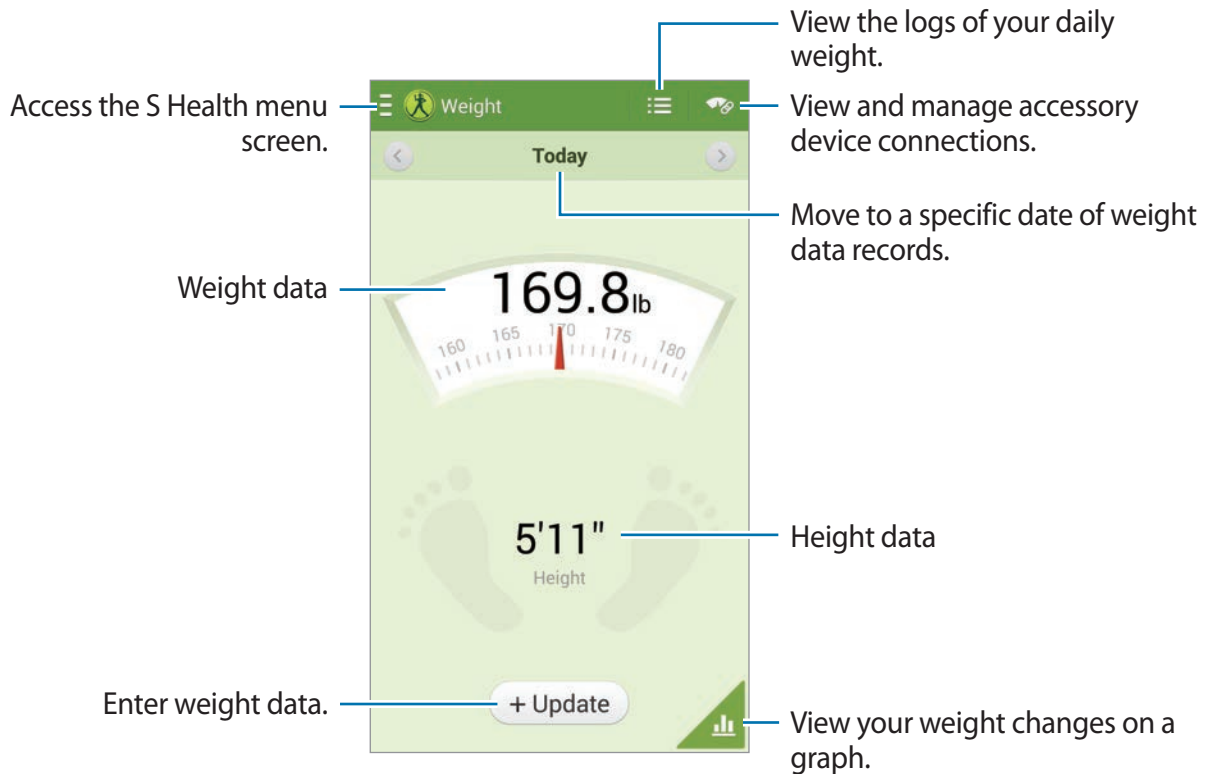 View the logs of your daily
weight.
Access the S Health menu
screen.
Weight
View and manage accessory
device connections.
Today
Move to a specific date of weight
data records.
Weight data
169.8lb
160 165 170 175 180
5'11"
Height
Height data
Enter weight data.
+ Update
View your weight changes on a
graph.